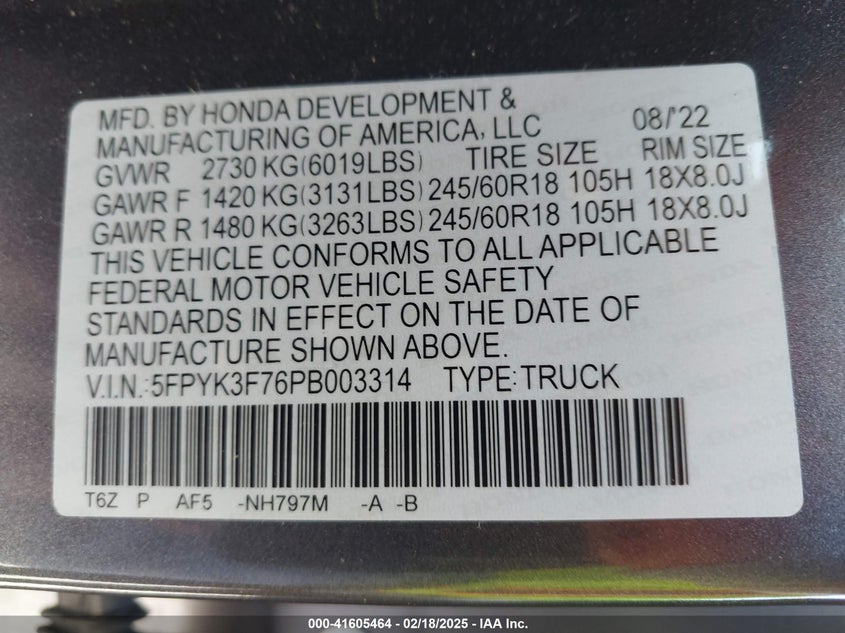 MFD. BY HONDA DEVELOPMENT &
MANUFACTURING OF AMERICA, LLC 08/'22
GVWR 2730 KG(6019LBS) TIRE SIZE RIM SIZE
GAWR F 1420 KG(3131LBS) 245/60R18 105H 18X8.0J
GAWR R 1480 KG(3263LBS) 245/60R18 105H 18X8.0J
THIS VEHICLE CONFORMS TO ALL APPLICABLE
FEDERAL MOTOR VEHICLE SAFETY
STANDARDS IN EFFECT ON THE DATE OF
MANUFACTURE SHOWN ABOVE.
V.I.N.:5FPYK3F76PB003314 TYPE:TRUCK
T6Z P AF5 -NH797M -A -B
000-41605464 - 02/18/2025 - IAA Inc.